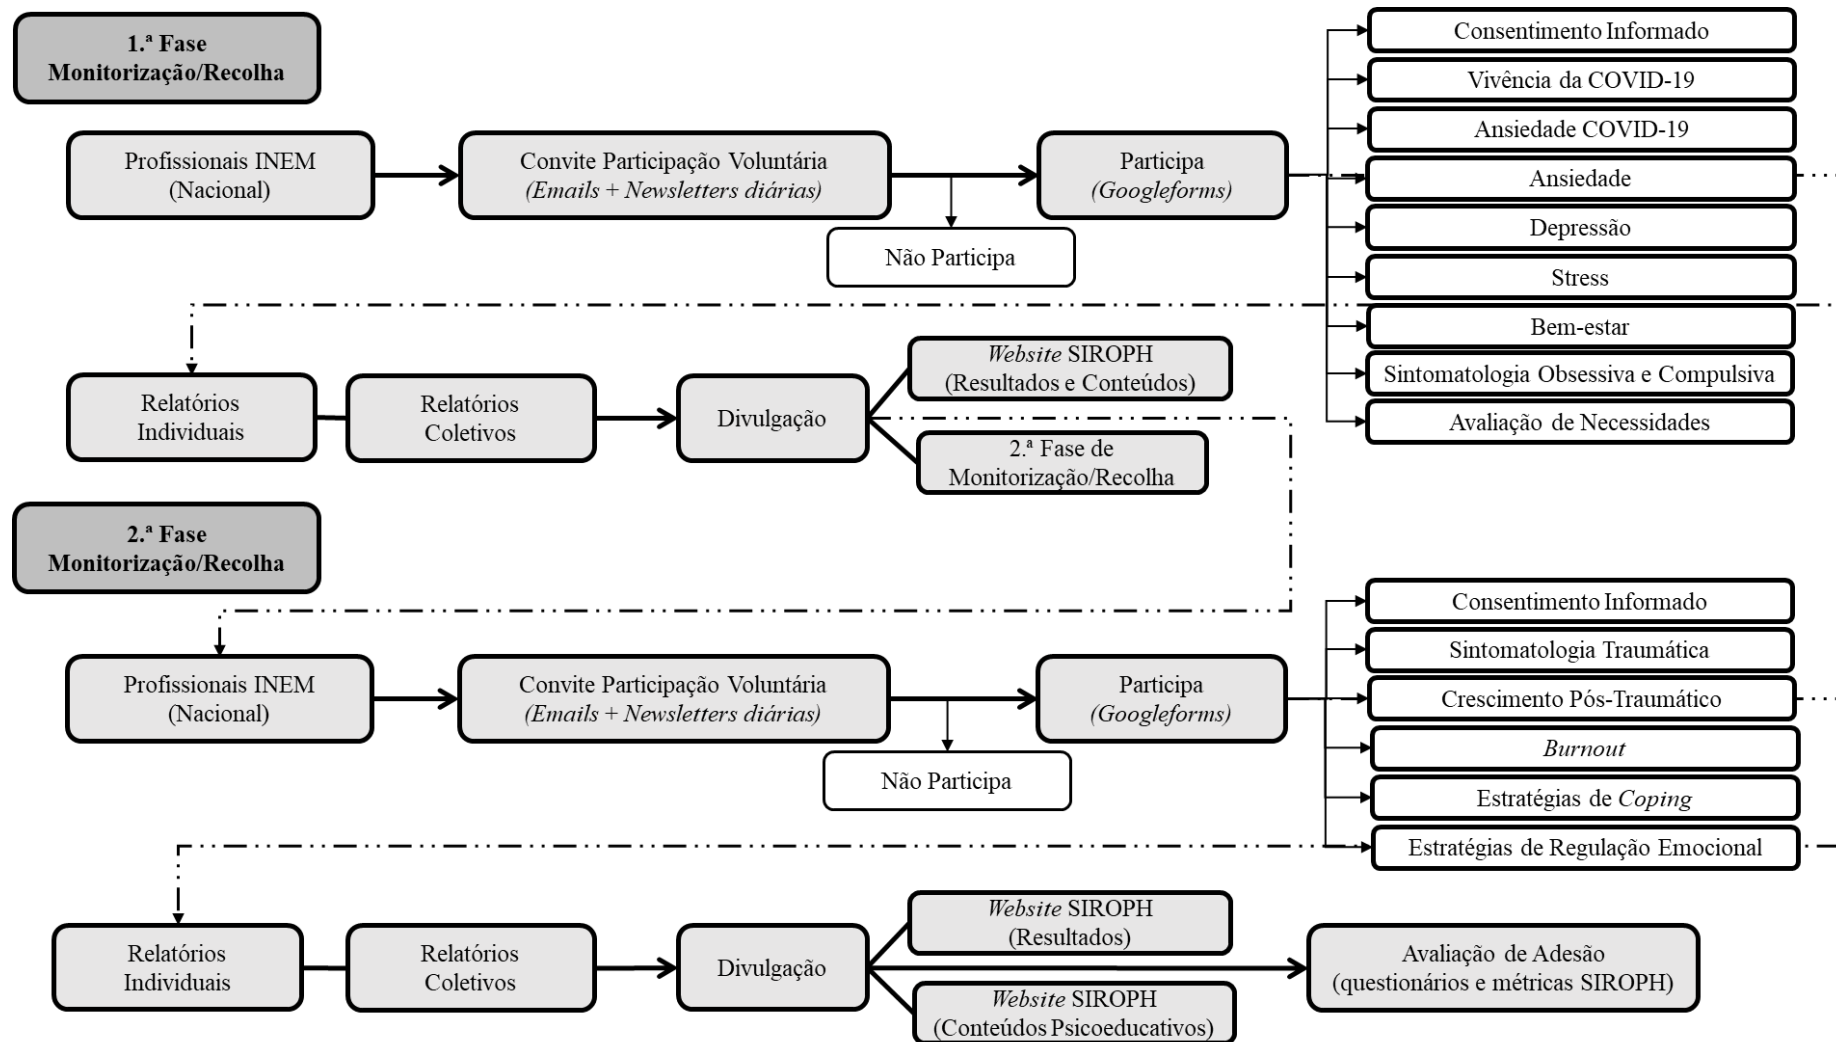 1.ª Fase
Monitorização/Recolha
Profissionais INEM
(Nacional)
Convite Participação Voluntária
(Emails + Newsletters diárias)
Participa
(Googleforms)
Não Participa
Consentimento Informado
Vivência da COVID-19
Ansiedade COVID-19
Ansiedade
Depressão
Stress
Bem-estar
Sintomatologia Obsessiva e Compulsiva
Avaliação de Necessidades
Relatórios
Individuais
Relatórios
Coletivos
Divulgação
Website SIROPH
(Resultados e Conteúdos)
2.ª Fase de
Monitorização/Recolha
2.ª Fase
Monitorização/Recolha
Profissionais INEM
(Nacional)
Convite Participação Voluntária
(Emails + Newsletters diárias)
Participa
(Googleforms)
Não Participa
Consentimento Informado
Sintomatologia Traumática
Crescimento Pós-Traumático
Burnout
Estratégias de Coping
Estratégias de Regulação Emocional
Relatórios
Individuais
Relatórios
Coletivos
Divulgação
Website SIROPH
(Resultados)
Website SIROPH
(Conteúdos Psicoeducativos)
Avaliação de Adesão
(questionários e métricas SIROPH)